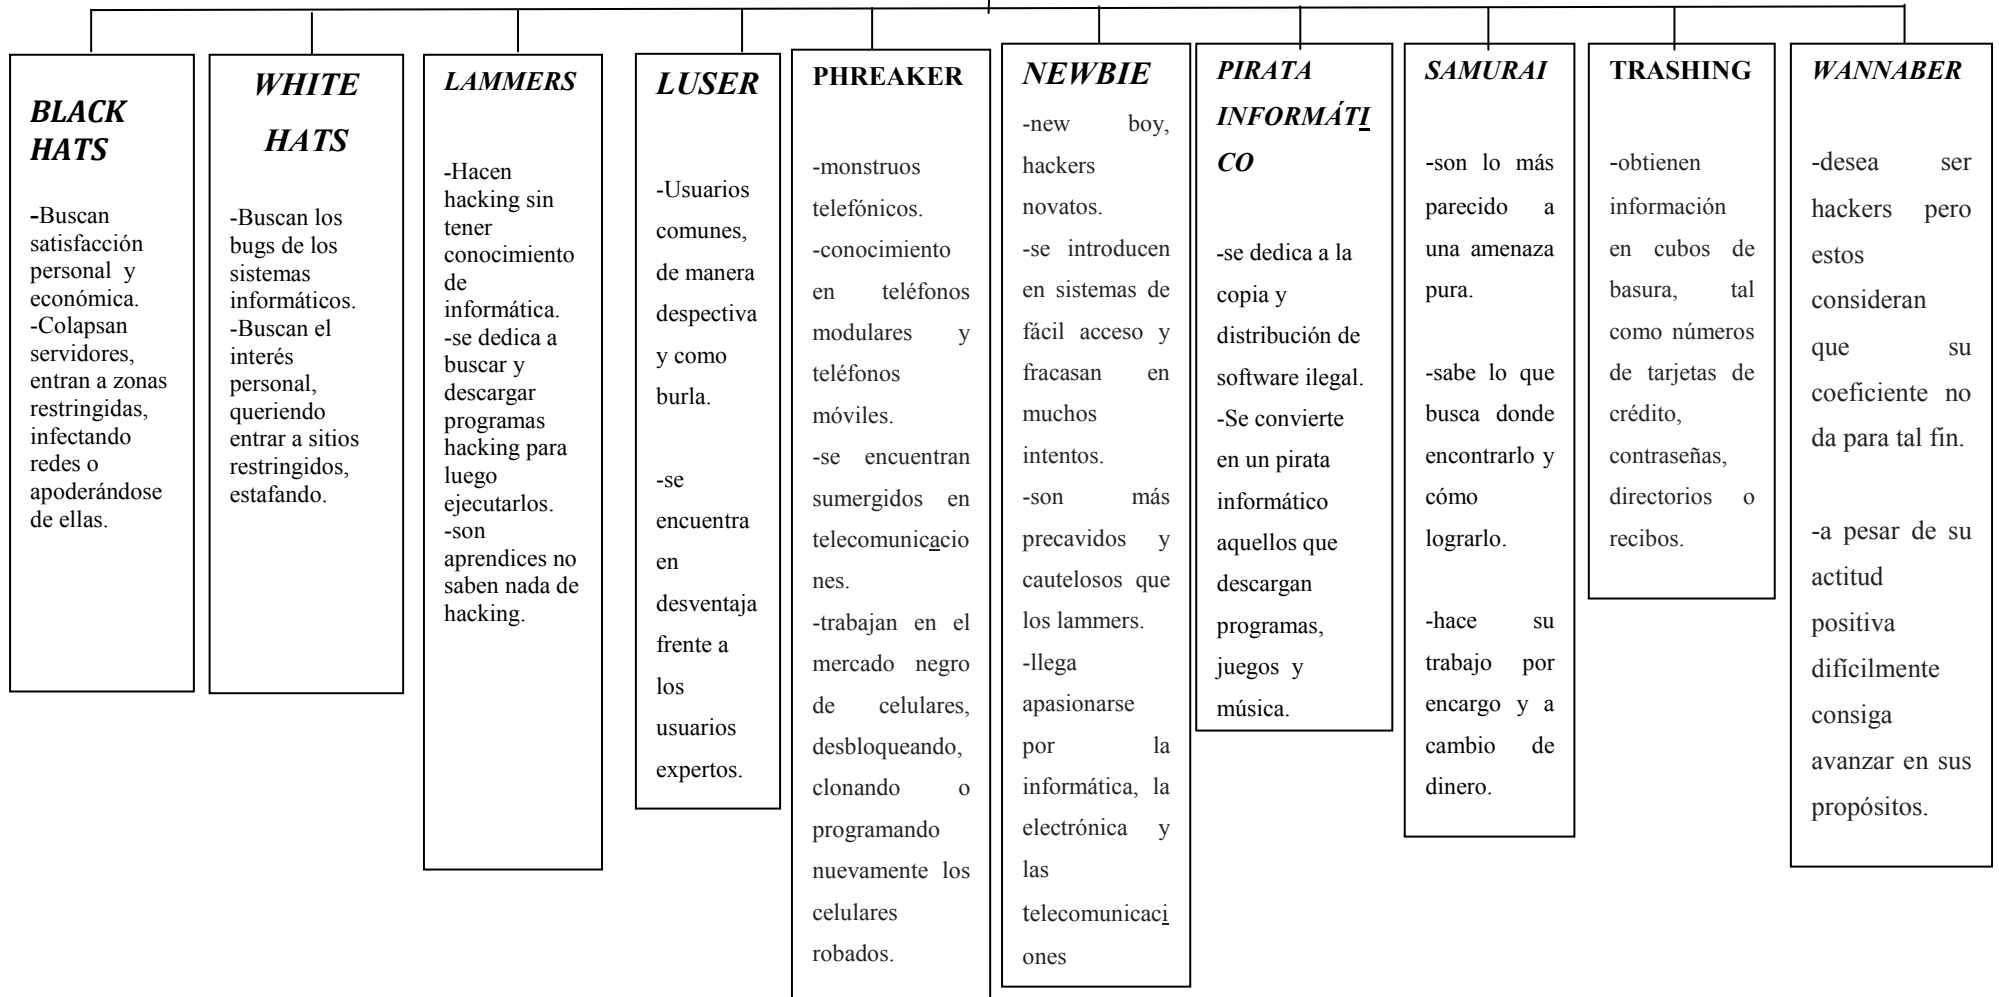 BLACK
HATS
-Buscan
satisfacción
personal y
económica.
-Colapsan
servidores,
entran a zonas
restringidas,
infectando
redes o
apoderándose
de ellas.
WHITE
HATS
-Buscan los
bugs de los
sistemas
informáticos.
-Buscan el
interés
personal,
queriendo
entrar a sitios
restringidos,
estafando.
LAMMERS
-Hacen
hacking sin
tener
conocimiento
de
informática.
-se dedica a
buscar y
descargar
programas
hacking para
luego
ejecutarlos.
-son
aprendices no
saben nada de
hacking.
LUSER
-Usuarios
comunes,
de manera
despectiva
y como
burla.
-se
encuentra
en
desventaja
frente a
los
usuarios
expertos.
PHREAKER
-monstruos
telefónicos.
-conocimiento
en teléfonos
modulares y
teléfonos
móviles.
-se encuentran
sumergidos en
telecomunicacio
nes.
-trabajan en el
mercado negro
de celulares,
desbloqueando,
clonando o
programando
nuevamente los
celulares
robados.
NEWBIE
-new boy,
hackers
novatos.
-se introducen
en sistemas de
fácil acceso y
fracasan en
muchos
intentos.
-son más
precavidos y
cautelosos que
los lammers.
-llega
apasionarse
por la
informática, la
electrónica y
las
telecomunicaci
ones
PIRATA
INFORMÁTI
CO
-se dedica a la
copia y
distribución de
software ilegal.
-Se convierte
en un pirata
informático
aquellos que
descargan
programas,
juegos y
música.
SAMURAI
-son lo más
parecido a
una amenaza
pura.
-sabe lo que
busca donde
encontrarlo y
cómo
lograrlo.
-hace su
trabajo por
encargo y a
cambio de
dinero.
TRASHING
-obtienen
información
en cubos de
basura, tal
como números
de tarjetas de
crédito,
contraseñas,
directorios o
recibos.
WANNABER
-desea ser
hackers pero
estos
consideran
que su
coeficiente no
da para tal fin.
-a pesar de su
actitud
positiva
difícilmente
consiga
avanzar en sus
propósitos.